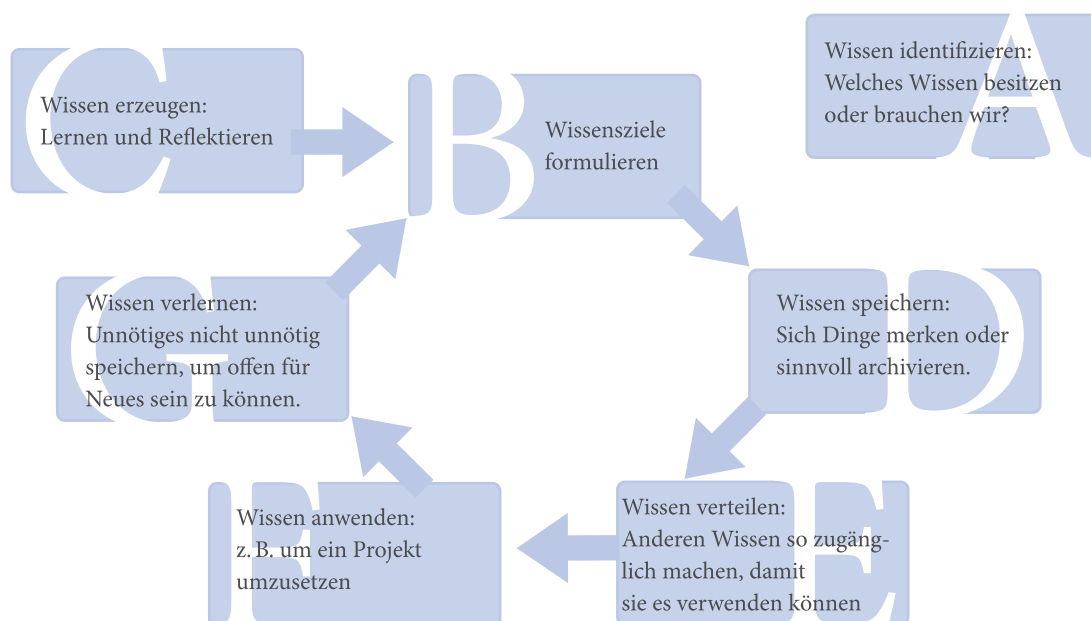 A
Wissen identifizieren:
Welches Wissen besitzen
oder brauchen wir?
B
Wissensziele
formulieren
C
Wissen erzeugen:
Lernen und Reflektieren
D
Wissen speichern:
Sich Dinge merken oder
sinnvoll archivieren.
E
Wissen verteilen:
Anderen Wissen so zugäng-
lich machen, damit
sie es verwenden können
F
Wissen anwenden:
z. B. um ein Projekt
umzusetzen
G
Wissen verlernen:
Unnötiges nicht unnötig
speichern, um offen für
Neues sein zu können.